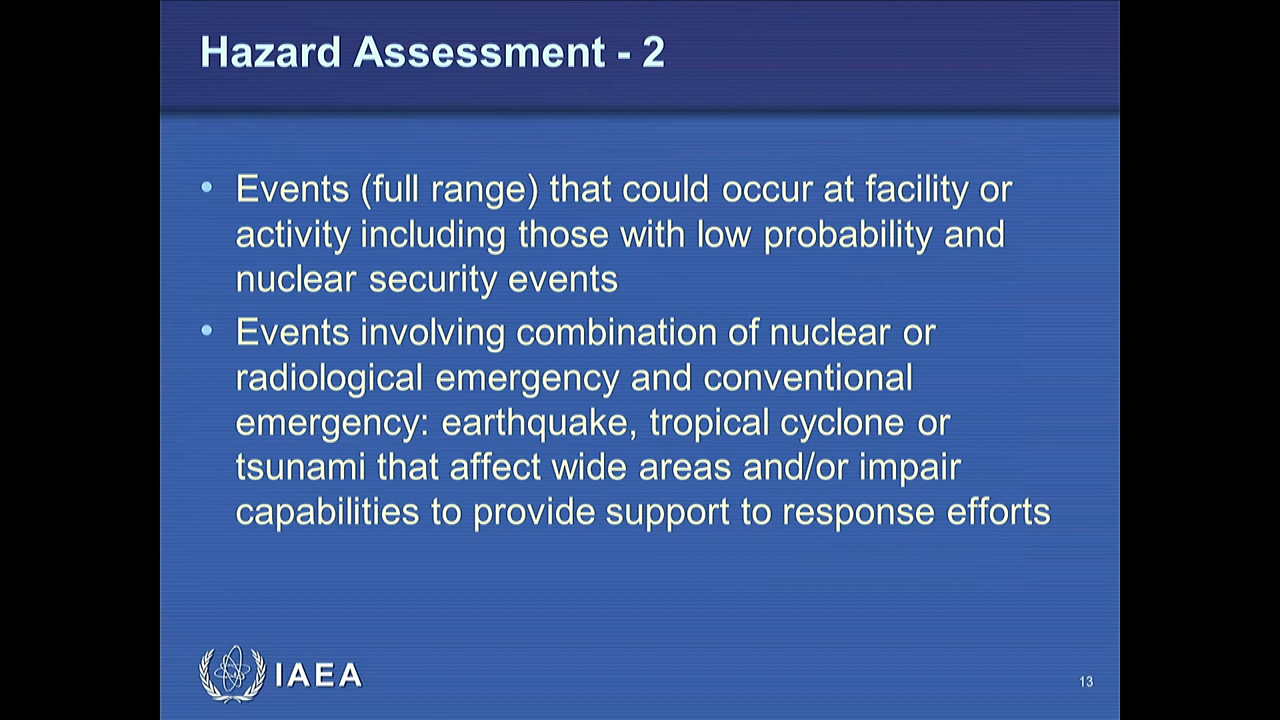 Hazard Assessment - 2
• Events (full range) that could occur at facility or
activity including those with low probability and
nuclear security events
• Events involving combination of nuclear or
radiological emergency and conventional
emergency: earthquake, tropical cyclone or
tsunami that affect wide areas and/or impair
capabilities to provide support to response efforts
IAEA
13